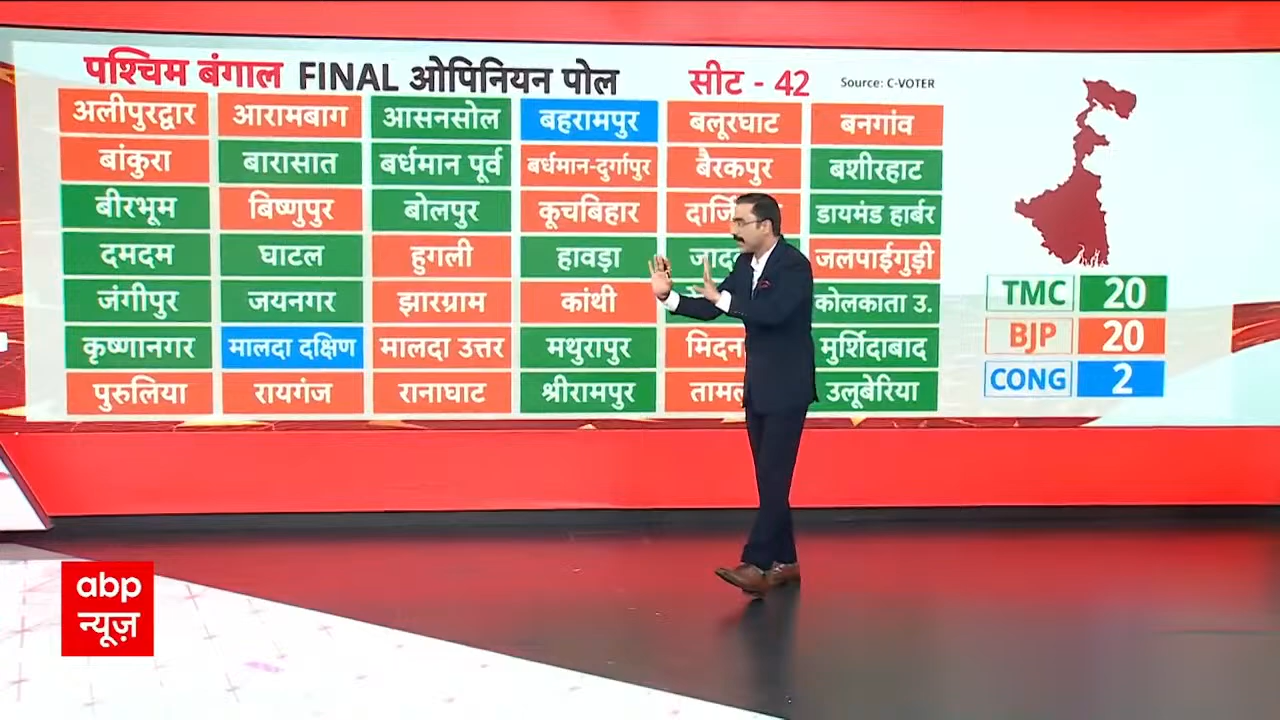 पश्चिम बंगाल FINAL ओपिनियन पोल सीट - 42 Source: C-VOTER
अलीपुरद्वार आरामबाग आसनसोल बहरामपुर बलूरघाट बनगांव
बांकुरा बारासात बर्धमान पूर्व बर्धमान-दुर्गापुर बैरकपुर बशीरहाट
बीरभूम बिष्णुपुर बोलपुर कूचबिहार डायमंड हार्बर
दमदम घाटल हुगली हावड़ा जलपाईगुड़ी
जंगीपुर जयनगर झारग्राम कांथी कोलकाता उ.
कृष्णानगर मालदा दक्षिण मालदा उत्तर मथुरापुर मुर्शिदाबाद
पुरुलिया रायगंज रानाघाट श्रीरामपुर उलूबेरिया
TMC 20
BJP 20
CONG 2
abp
न्यूज़